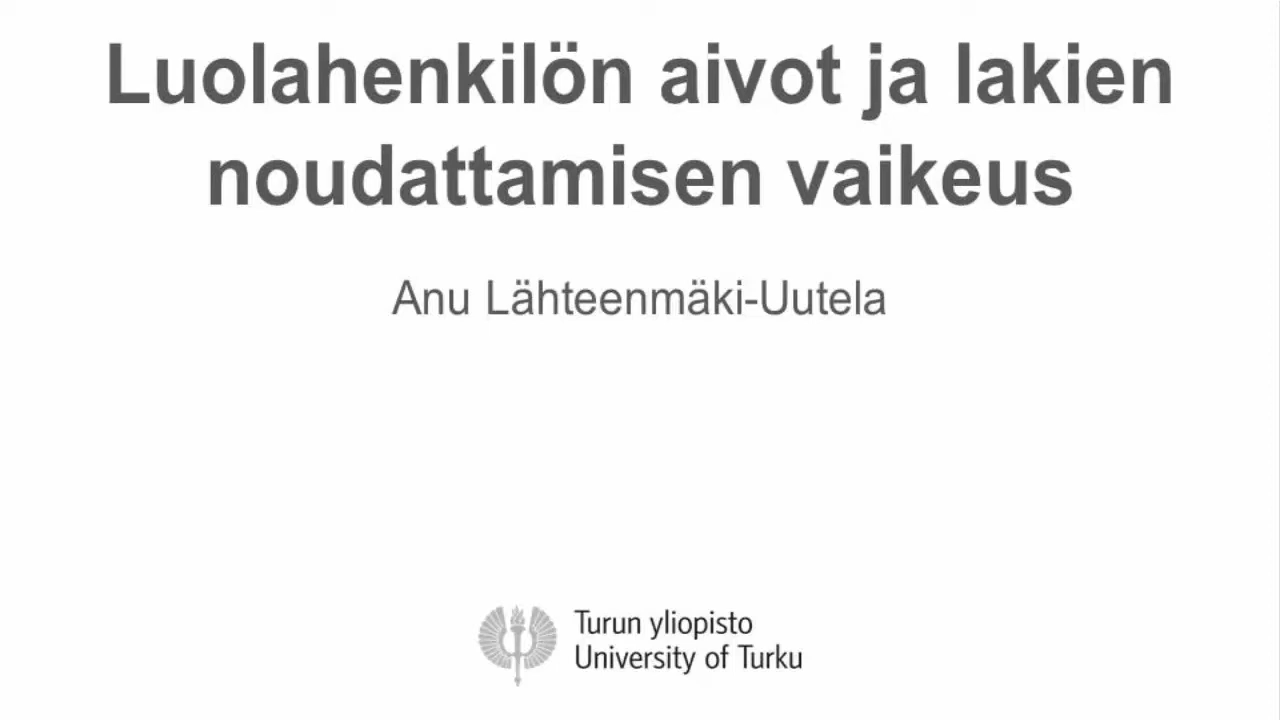 Luolahenkilön aivot ja lakien
noudattamisen vaikeus
Anu Lähteenmäki-Uutela
Turun yliopisto
University of Turku